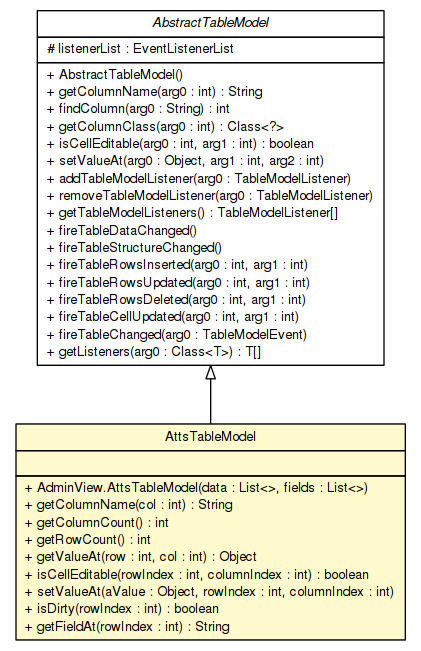 AbstractTableModel
# listenerList : EventListenerList
+ AbstractTableModel()
+ getColumnName(arg0 : int) : String
+ findColumn(arg0 : String) : int
+ getColumnClass(arg0 : int) : Class<?>
+ isCellEditable(arg0 : int, arg1 : int) : boolean
+ setValueAt(arg0 : Object, arg1 : int, arg2 : int)
+ addTableModelListener(arg0 : TableModelListener)
+ removeTableModelListener(arg0 : TableModelListener)
+ getTableModelListeners() : TableModelListener[]
+ fireTableDataChanged()
+ fireTableStructureChanged()
+ fireTableRowsInserted(arg0 : int, arg1 : int)
+ fireTableRowsUpdated(arg0 : int, arg1 : int)
+ fireTableRowsDeleted(arg0 : int, arg1 : int)
+ fireTableCellUpdated(arg0 : int, arg1 : int)
+ fireTableChanged(arg0 : TableModelEvent)
+ getListeners(arg0 : Class<T>) : T[]
AttsTableModel
+ AdminView.AttsTableModel(data : List<>, fields : List<>)
+ getColumnName(col : int) : String
+ getColumnCount() : int
+ getRowCount() : int
+ getValueAt(row : int, col : int) : Object
+ isCellEditable(rowIndex : int, columnIndex : int) : boolean
+ setValueAt(aValue : Object, rowIndex : int, columnIndex : int)
+ isDirty(rowIndex : int) : boolean
+ getFieldAt(rowIndex : int) : String